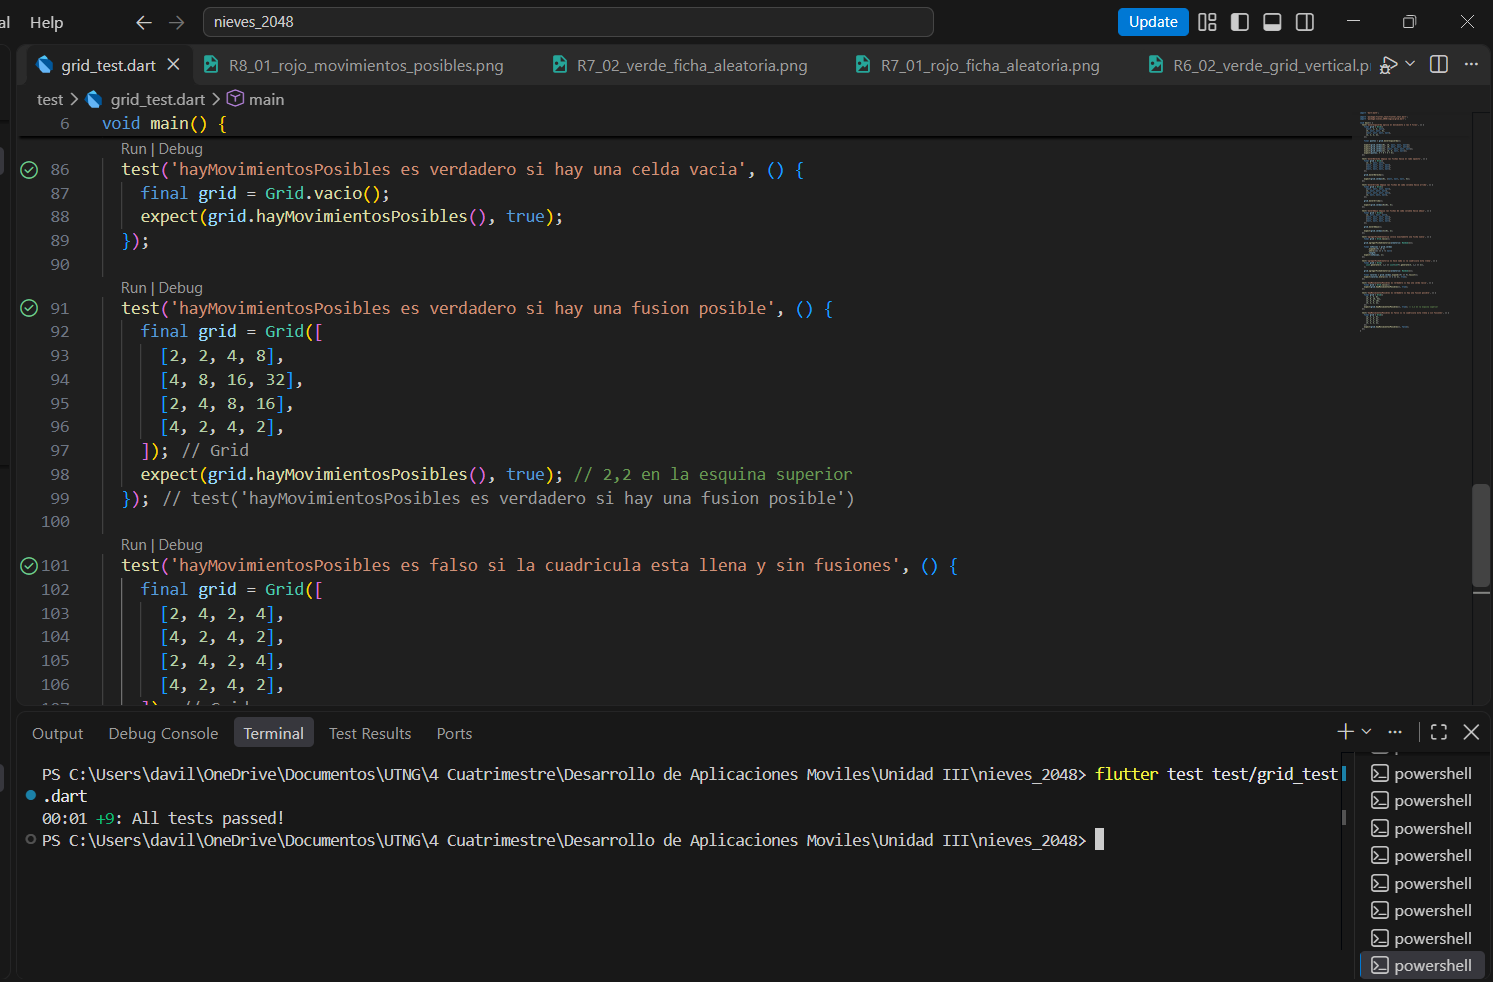 al Help nieves_2048 Update
grid_test.dart R8_01_rojo_movimientos_posibles.png R7_02_verde_ficha_aleatoria.png R7_01_rojo_ficha_aleatoria.png R6_02_verde_grid_vertical.p
test > grid_test.dart > main
6 void main() {
Run | Debug
86 test('hayMovimientosPosibles es verdadero si hay una celda vacia', () {
87 final grid = Grid.vacio();
88 expect(grid.hayMovimientosPosibles(), true);
89 });
90
Run | Debug
91 test('hayMovimientosPosibles es verdadero si hay una fusion posible', () {
92 final grid = Grid([
93 [2, 2, 4, 8],
94 [4, 8, 16, 32],
95 [2, 4, 8, 16],
96 [4, 2, 4, 2],
97 ]); // Grid
98 expect(grid.hayMovimientosPosibles(), true); // 2,2 en la esquina superior
99 }); // test('hayMovimientosPosibles es verdadero si hay una fusion posible')
100
Run | Debug
101 test('hayMovimientosPosibles es falso si la cuadricula esta llena y sin fusiones', () {
102 final grid = Grid([
103 [2, 4, 2, 4],
104 [4, 2, 4, 2],
105 [2, 4, 2, 4],
106 [4, 2, 4, 2],
Output Debug Console Terminal Test Results Ports
PS C:\Users\davil\OneDrive\Documentos\UTNG\4 Cuatrimestre\Desarrollo de Aplicaciones Moviles\Unidad III\nieves_2048> flutter test test/grid_test
.dart
00:01 +9: All tests passed!
PS C:\Users\davil\OneDrive\Documentos\UTNG\4 Cuatrimestre\Desarrollo de Aplicaciones Moviles\Unidad III\nieves_2048>
powershell
powershell
powershell
powershell
powershell
powershell
powershell
powershell